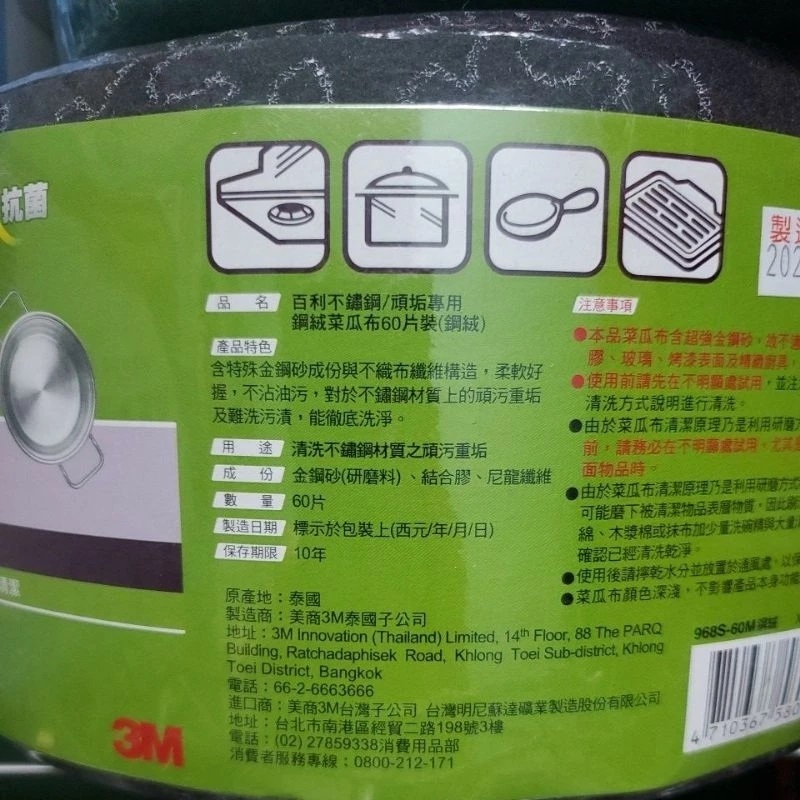 抗菌
品 名 百利不鏽鋼/頑垢專用
鋼絨菜瓜布60片裝(鋼絨)
產品特色
含特殊金鋼砂成份與不織布纖維構造，柔軟好
握，不沾油污，對於不鏽鋼材質上的頑污重垢
及難洗污漬，能徹底洗淨。
用 途 清洗不鏽鋼材質之頑污重垢
成 份 金鋼砂(研磨料)、結合膠、尼龍纖維
數 量 60片
製造日期 標示於包裝上(西元/年/月/日)
保存期限 10年
原產地：泰國
製造商：美商3M泰國子公司
地址：3M Innovation (Thailand) Limited, 14th Floor, 88 The PARQ
Building, Ratchadaphisek Road, Khlong Toei Sub-district, Khlong
Toei District, Bangkok
電話：66-2-6663666
進口商：美商3M台灣子公司 台灣明尼蘇達礦業製造股份有限公司
地址：台北市南港區經貿二路198號3樓
電話：(02) 27859338消費用品部
消費者服務專線：0800-212-171
注意事項
●本品菜瓜布含超強金鋼砂，故不適
膠、玻璃、烤漆表面及精緻廚具，
●使用前請先在不明顯處試用，並注
清洗方式說明進行清洗。
●由於菜瓜布清潔原理乃是利用研磨方
前，請務必在不明顯處試用。尤其是
面物品時。
●由於菜瓜布清潔原理乃是利用研磨方式
可能磨下被清潔物品表層物質，因此刷
綿、木漿棉或抹布加少量洗碗精與大量
確認已經清洗乾淨。
●使用後請擰乾水分並放置於通風處，以保
●菜瓜布顏色深淺，不影響產品本身功能
968S-60M
4 710367 580
製造
202
清潔
3M